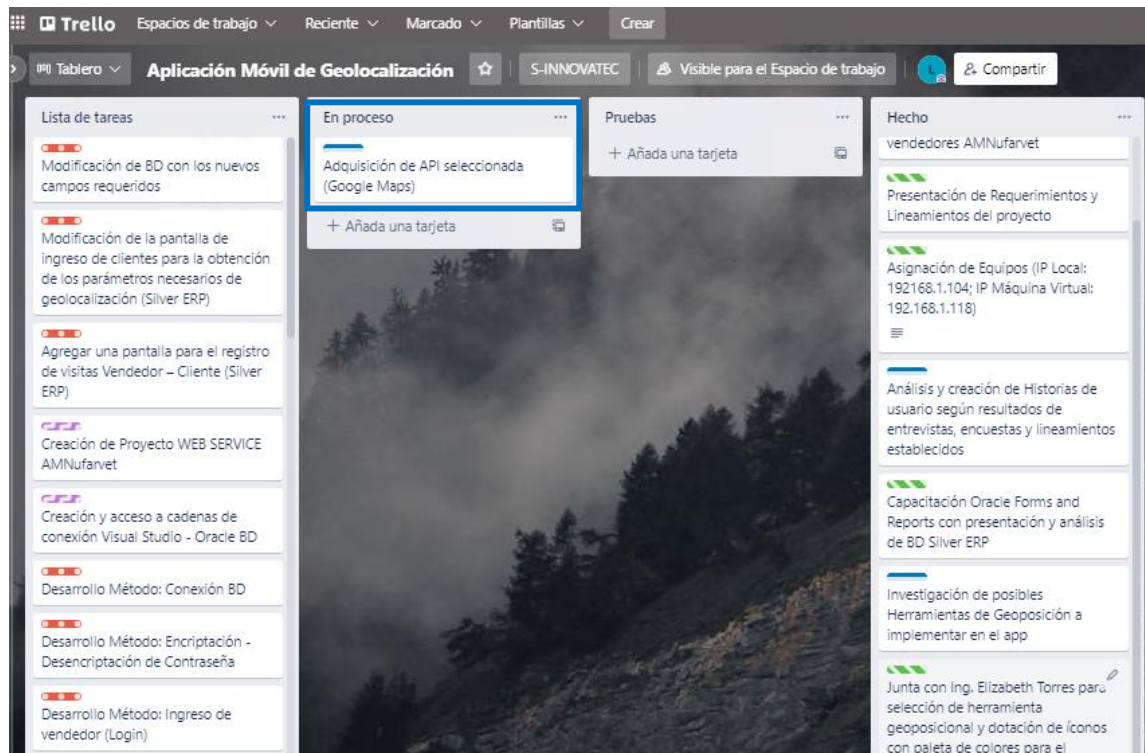 Trello Espacios de trabajo Reciente Marcado Plantillas Crear
Tablero Aplicación Móvil de Geolocalización S-INNOVATEC Visible para el Espacio de trabajo L Compartir
Lista de tareas
Modificación de BD con los nuevos
campos requeridos
Modificación de la pantalla de
ingreso de clientes para la obtención
de los parámetros necesarios de
geolocalización (Silver ERP)
Agregar una pantalla para el registro
de visitas Vendedor – Cliente (Silver
ERP)
Creación de Proyecto WEB SERVICE
AMNufarvet
Creación y acceso a cadenas de
conexión Visual Studio - Oracle BD
Desarrollo Método: Conexión BD
Desarrollo Método: Encriptación -
Desencriptación de Contraseña
Desarrollo Método: Ingreso de
vendedor (Login)
En proceso
Adquisición de API seleccionada
(Google Maps)
+ Añada una tarjeta
Pruebas
+ Añada una tarjeta
Hecho
vendedores AMNufarvet
Presentación de Requerimientos y
Lineamientos del proyecto
Asignación de Equipos (IP Local:
192168.1.104; IP Máquina Virtual:
192.168.1.118)
Análisis y creación de Historias de
usuario según resultados de
entrevistas, encuestas y lineamientos
establecidos
Capacitación Oracle Forms and
Reports con presentación y análisis
de BD Silver ERP
Investigación de posibles
Herramientas de Geoposición a
implementar en el app
Junta con Ing. Elizabeth Torres para
selección de herramienta
geoposicional y dotación de íconos
con paleta de colores para el